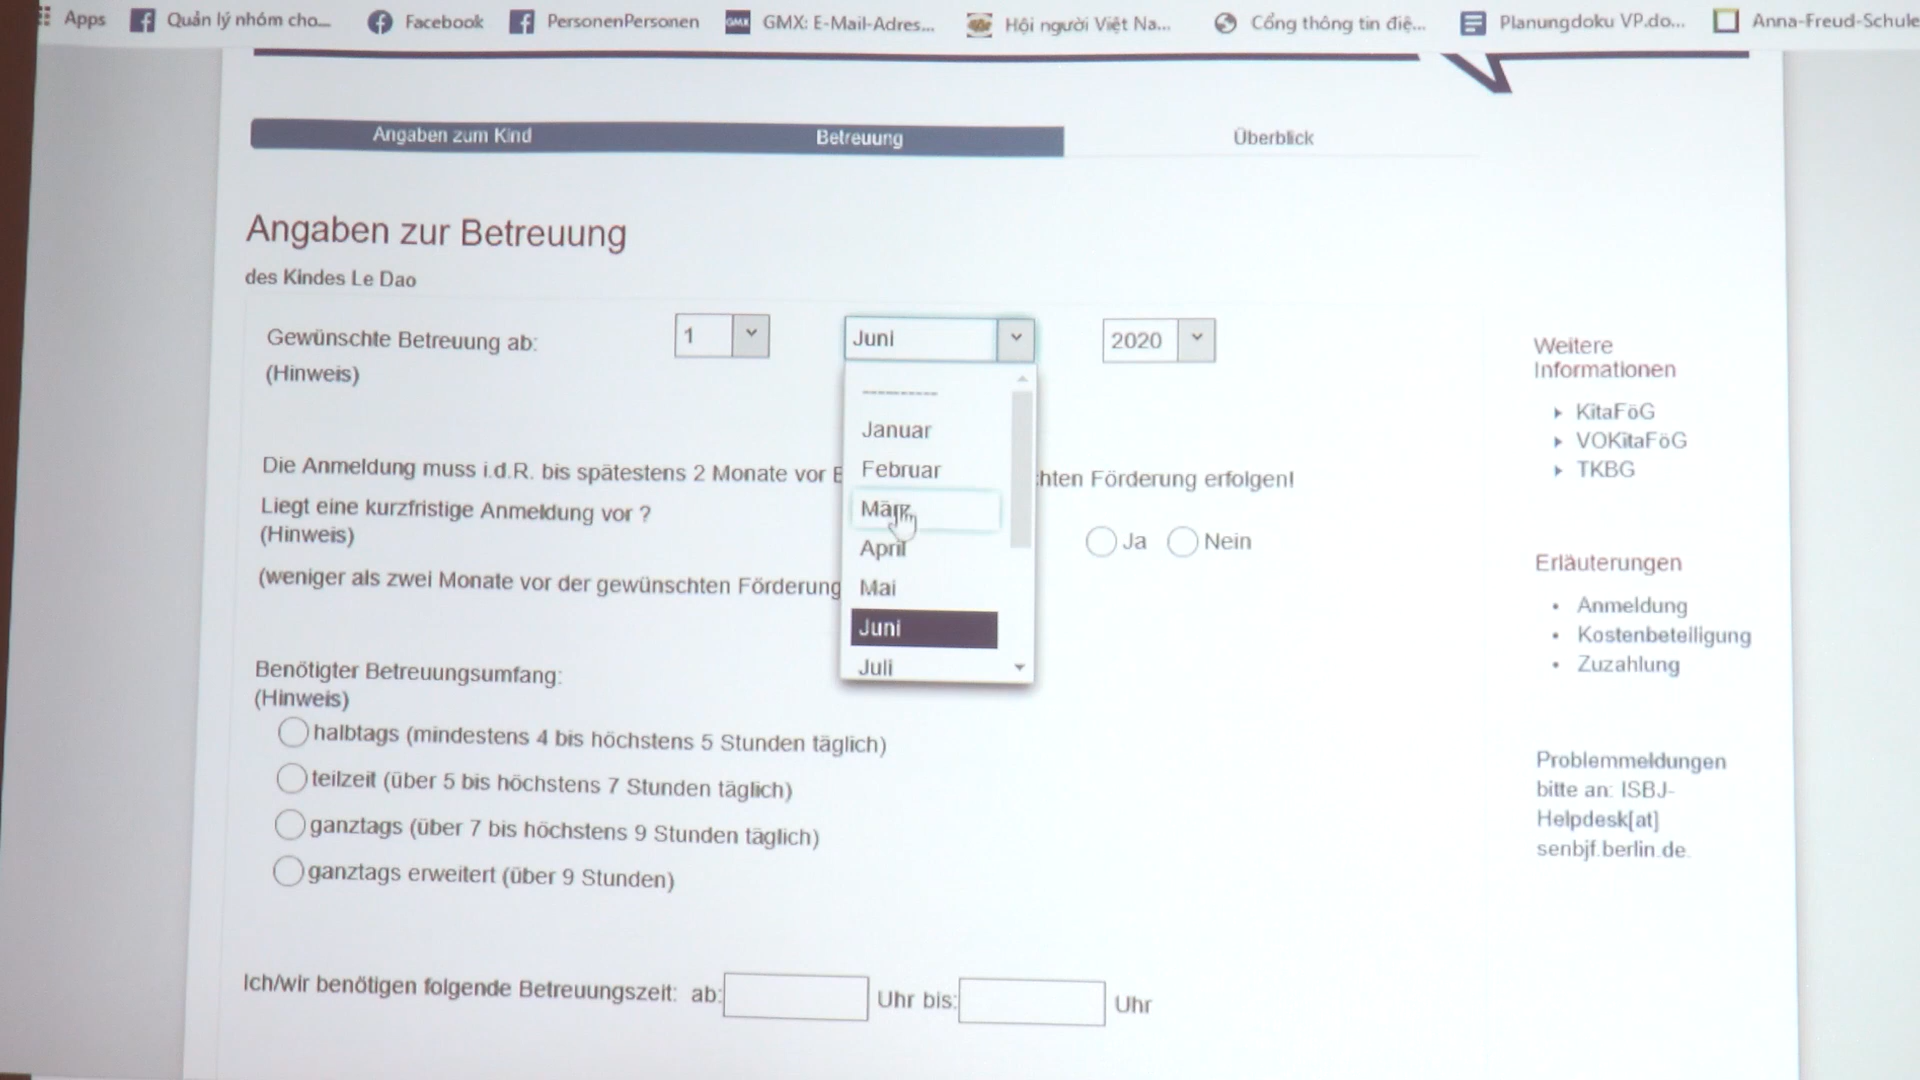 Apps Quản lý nhóm cho... Facebook PersonenPersonen GMX: E-Mail-Adres... Hội người Việt Na... Cổng thông tin điệ... Planungdoku VP.do... Anna-Freud-Schule
Angaben zum Kind Betreuung Überblick
Angaben zur Betreuung
des Kindes Le Dao
Gewünschte Betreuung ab: 1 Juni 2020
(Hinweis)
----------
Januar
Februar
März
April
Mai
Juni
Juli
Die Anmeldung muss i.d.R. bis spätestens 2 Monate vor hten Förderung erfolgen!
Liegt eine kurzfristige Anmeldung vor ?
(Hinweis)
Ja Nein
(weniger als zwei Monate vor der gewünschten Förderung
Benötigter Betreuungsumfang:
(Hinweis)
halbtags (mindestens 4 bis höchstens 5 Stunden täglich)
teilzeit (über 5 bis höchstens 7 Stunden täglich)
ganztags (über 7 bis höchstens 9 Stunden täglich)
ganztags erweitert (über 9 Stunden)
Ich/wir benötigen folgende Betreuungszeit: ab: Uhr bis: Uhr
Weitere
Informationen
KitaFöG
VOKitaFöG
TKBG
Erläuterungen
Anmeldung
Kostenbeteiligung
Zuzahlung
Problemmeldungen
bitte an: ISBJ-
Helpdesk[at]
senbjf.berlin.de.